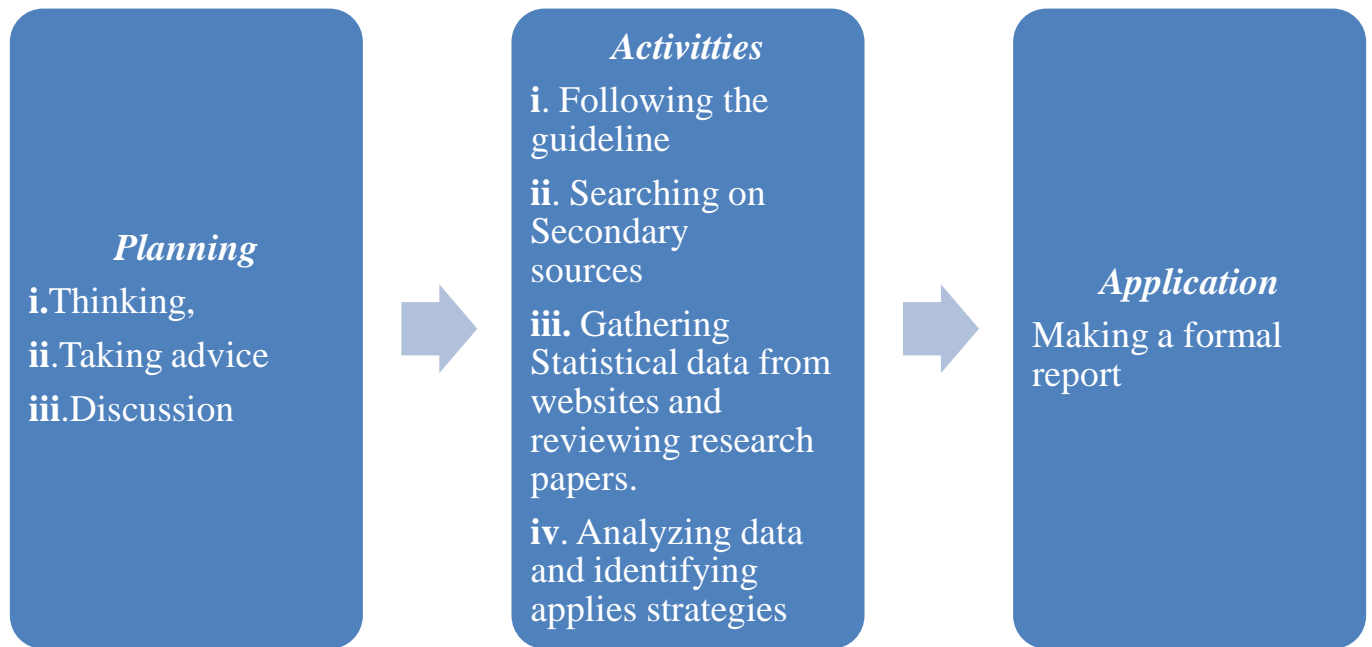 Planning
i.Thinking,
ii.Taking advice
iii.Discussion
Activitties
i. Following the
guideline
ii. Searching on
Secondary
sources
iii. Gathering
Statistical data from
websites and
reviewing research
papers.
iv. Analyzing data
and identifying
applies strategies
Application
Making a formal
report